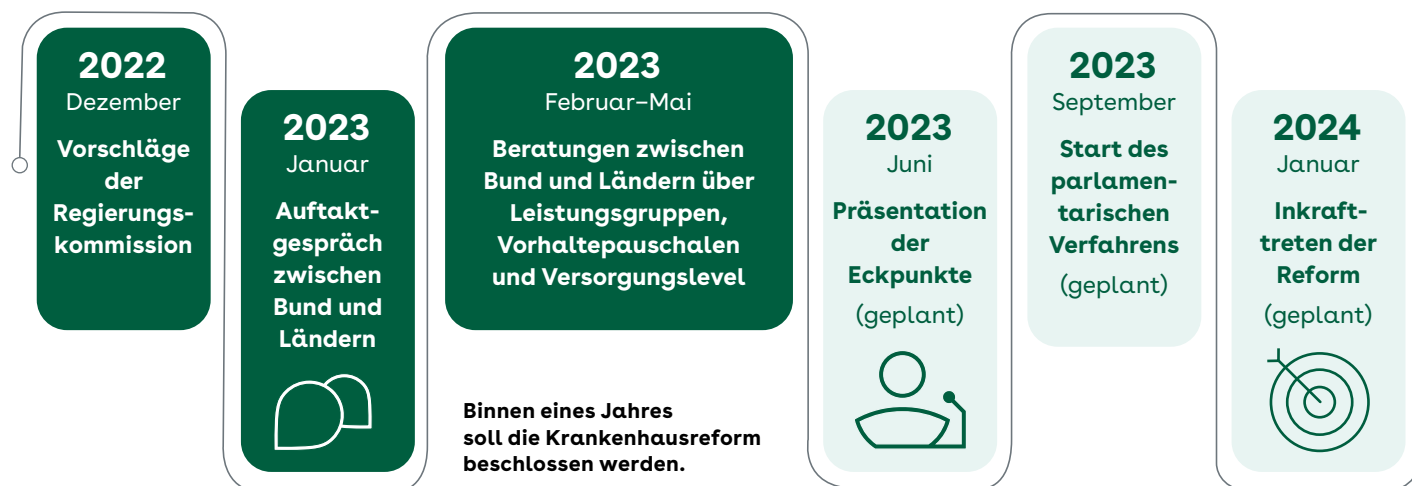 2022
Dezember
Vorschläge
der
Regierungs-
kommission
2023
Januar
Auftakt-
gespräch
zwischen
Bund und
Ländern
2023
Februar–Mai
Beratungen zwischen
Bund und Ländern über
Leistungsgruppen,
Vorhaltepauschalen
und Versorgungslevel
Binnen eines Jahres
soll die Krankenhausreform
beschlossen werden.
2023
Juni
Präsentation
der
Eckpunkte
(geplant)
2023
September
Start des
parlamen-
tarischen
Verfahrens
(geplant)
2024
Januar
Inkraft-
treten der
Reform
(geplant)